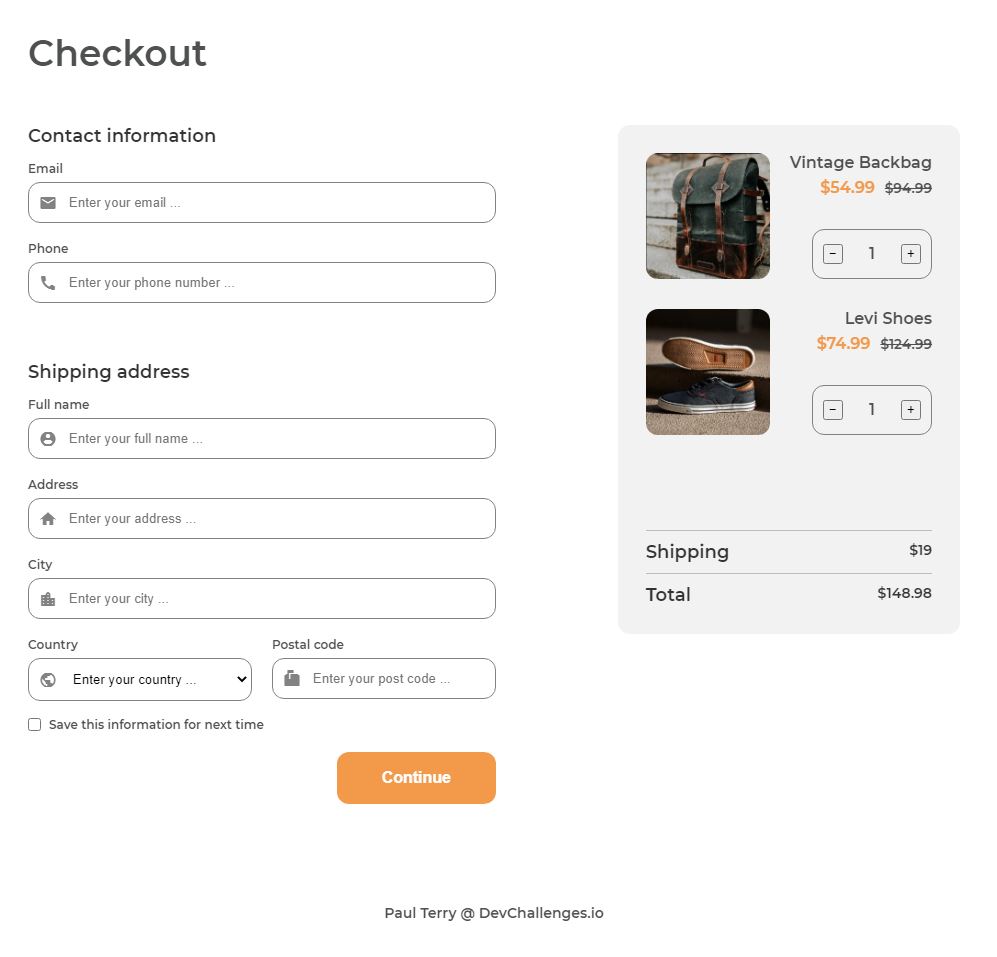 Checkout
Contact information
Email
Enter your email ...
Phone
Enter your phone number ...
Shipping address
Full name
Enter your full name ...
Address
Enter your address ...
City
Enter your city ...
Country
Enter your country ...
Postal code
Enter your post code ...
Save this information for next time
Continue
Vintage Backbag
$54.99 $94.99
− 1 +
Levi Shoes
$74.99 $124.99
− 1 +
Shipping $19
Total $148.98
Paul Terry @ DevChallenges.io